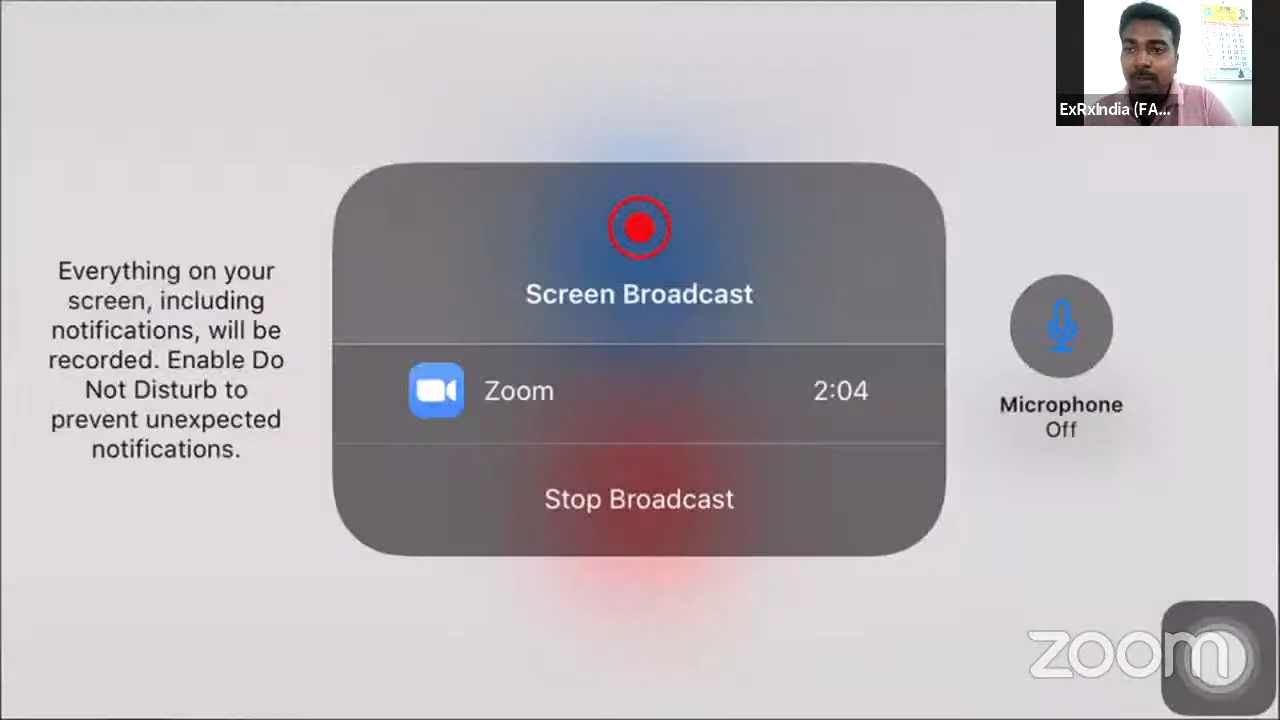 ExRxIndia (FA...
Everything on your
screen, including
notifications, will be
recorded. Enable Do
Not Disturb to
prevent unexpected
notifications.
Screen Broadcast
Zoom 2:04
Stop Broadcast
Microphone
Off
zoom